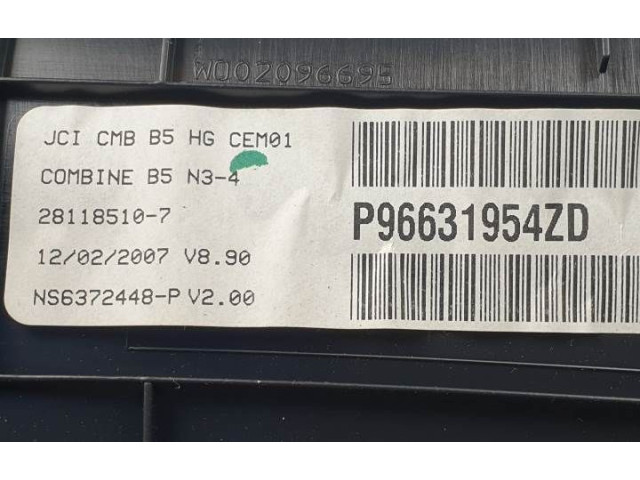 W002096695
JCI CMB B5 HG CEM01
COMBINE B5 N3-4
28118510-7
12/02/2007 V8.90
NS6372448-P V2.00
P96631954ZD